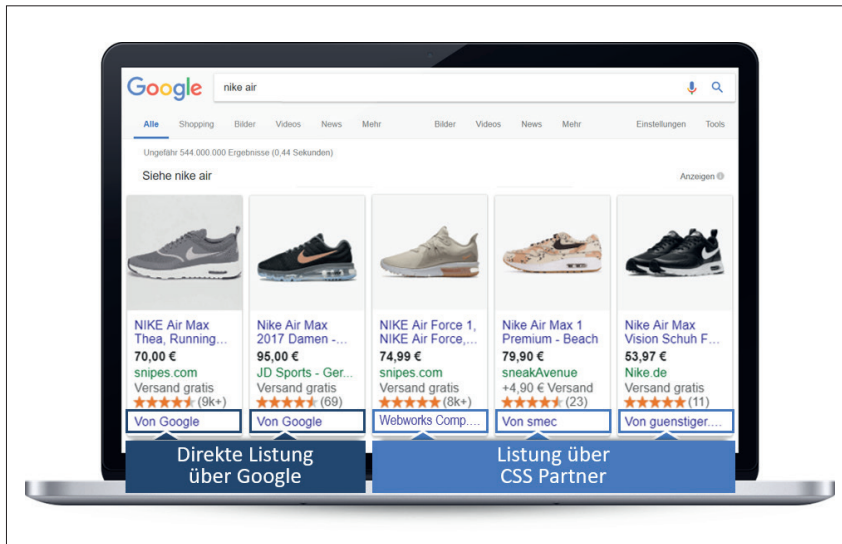 Google
nike air
Alle Shopping Bilder Videos News Mehr Bilder Videos News Mehr Einstellungen Tools
Ungefähr 544.000.000 Ergebnisse (0,44 Sekunden)
Siehe nike air
Anzeigen
NIKE Air Max
Thea, Running...
70,00 €
snipes.com
Versand gratis
(9k+)
Von Google
Nike Air Max
2017 Damen -...
95,00 €
JD Sports - Ger...
Versand gratis
(69)
Von Google
NIKE Air Force 1,
NIKE Air Force,...
74,99 €
snipes.com
Versand gratis
(8k+)
Webworks Comp....
Nike Air Max 1
Premium - Beach
79,90 €
sneakAvenue
+4,90 € Versand
(23)
Von smec
Nike Air Max
Vision Schuh F...
53,97 €
Nike.de
Versand gratis
(11)
Von guenstiger....
Direkte Listung
über Google
Listung über
CSS Partner